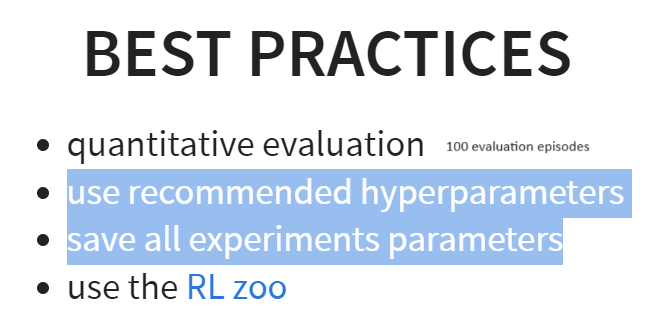 BEST PRACTICES
quantitative evaluation 100 evaluation episodes
use recommended hyperparameters
save all experiments parameters
use the RL zoo